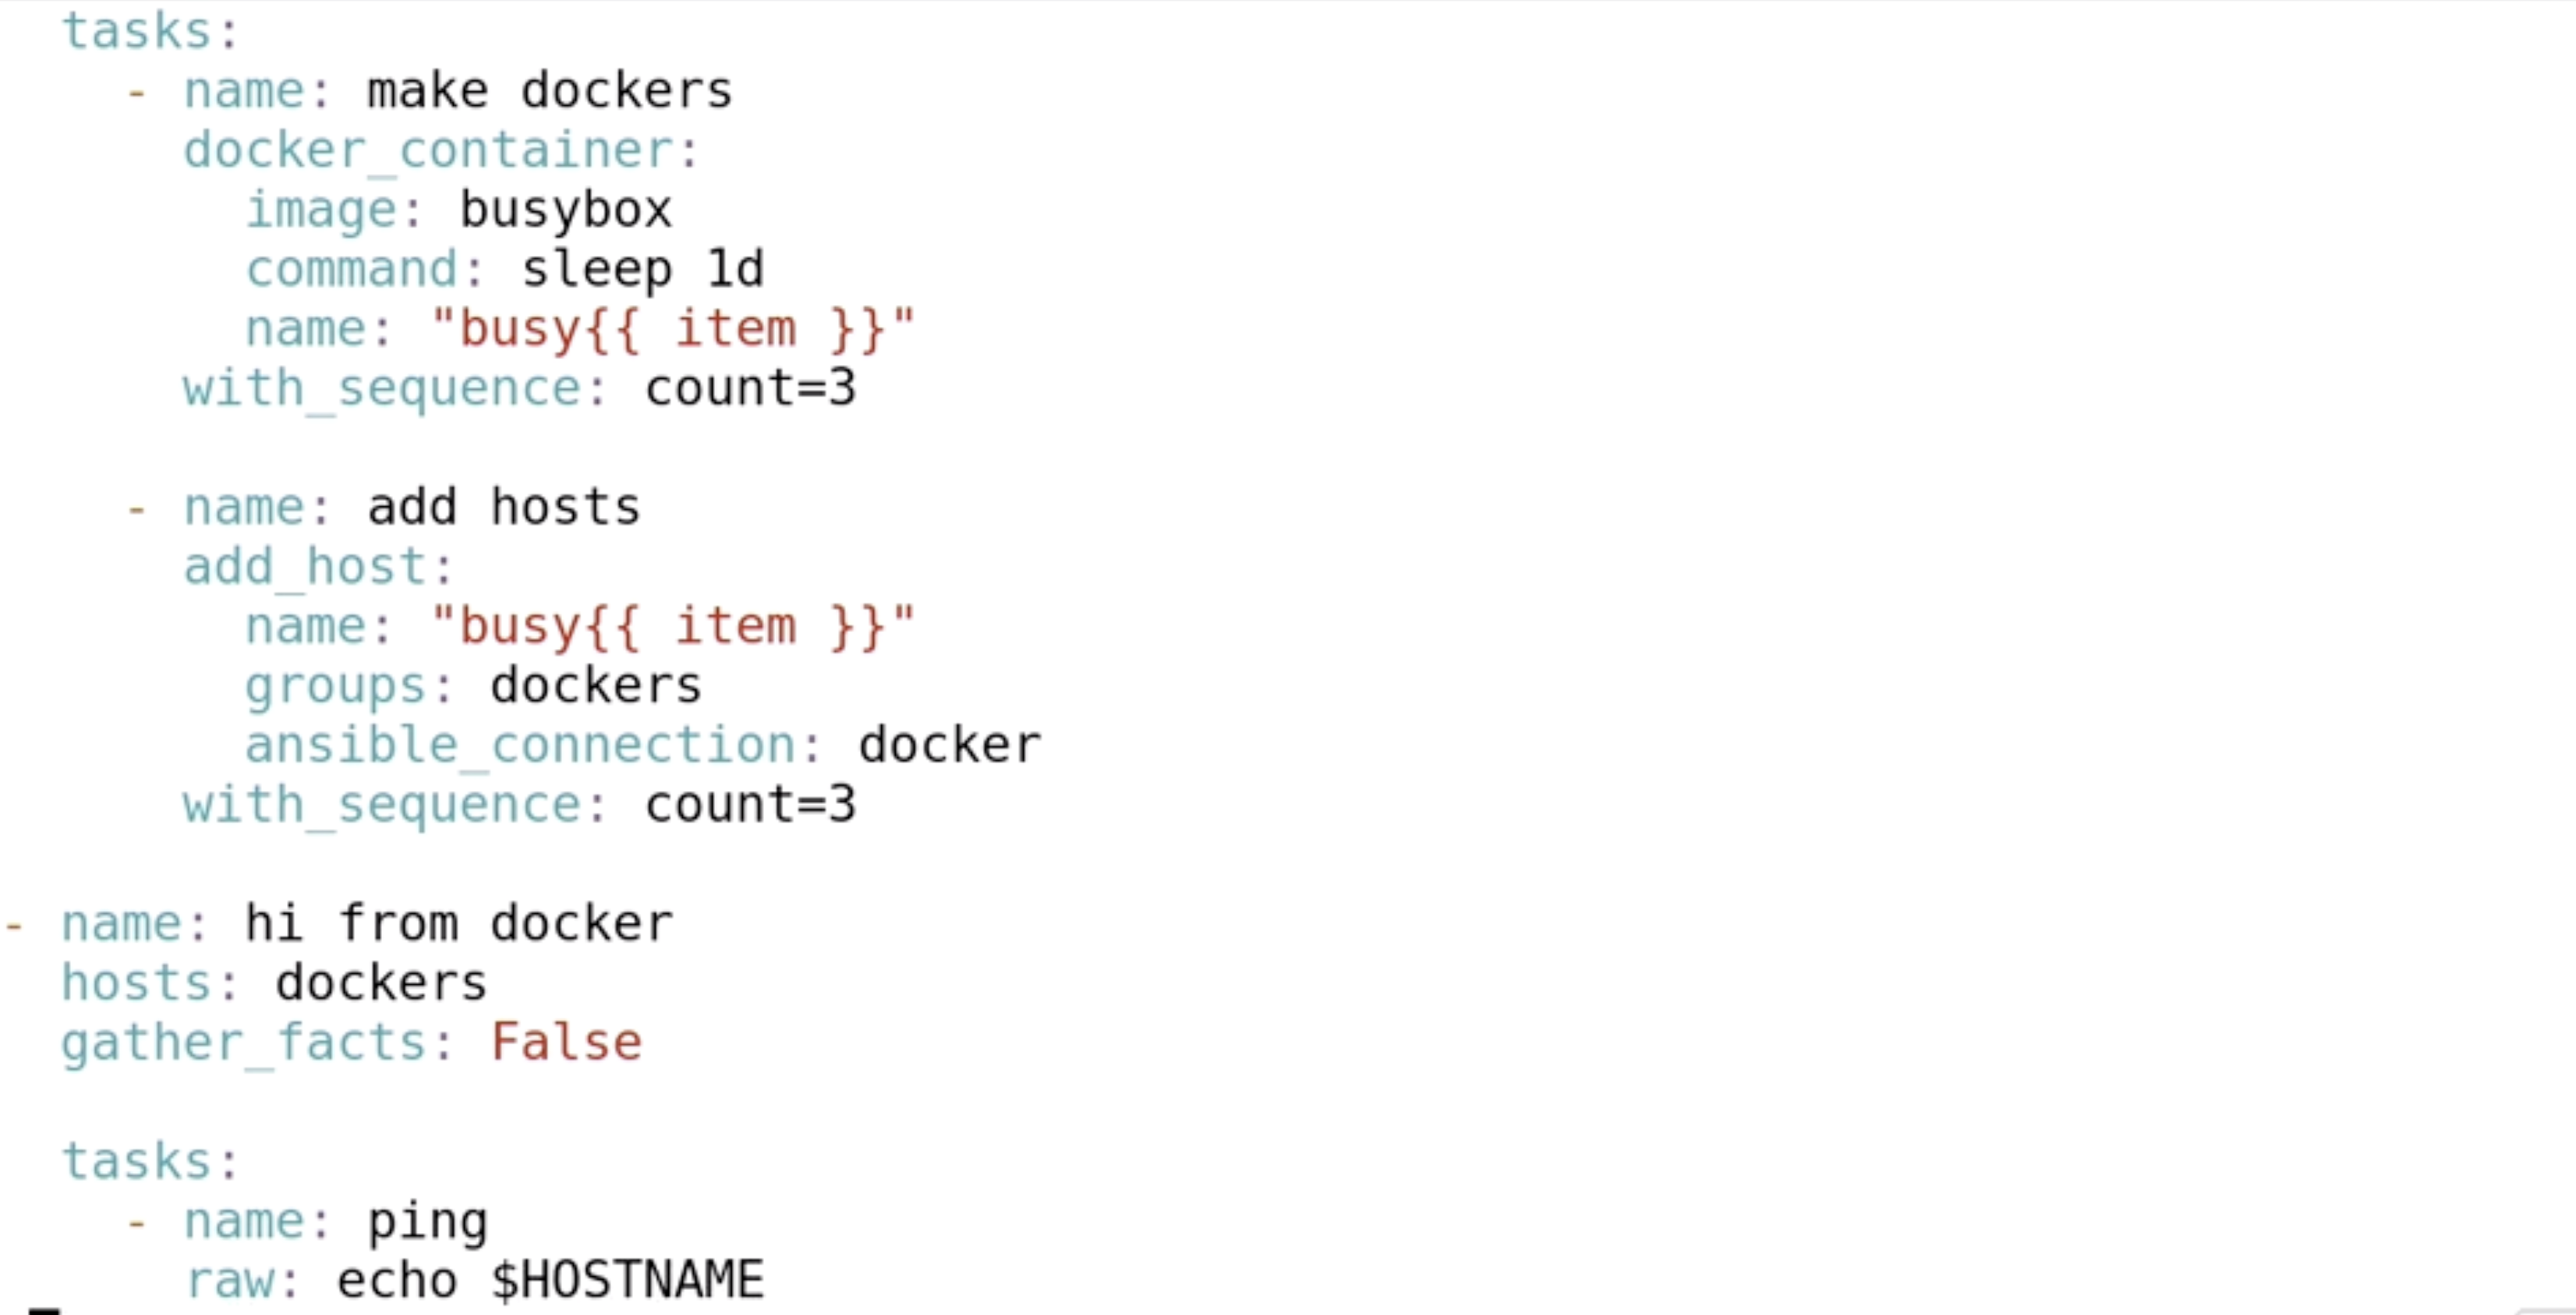 tasks:
- name: make dockers
docker_container:
image: busybox
command: sleep 1d
name: "busy{{ item }}"
with_sequence: count=3
- name: add hosts
add_host:
name: "busy{{ item }}"
groups: dockers
ansible_connection: docker
with_sequence: count=3
- name: hi from docker
hosts: dockers
gather_facts: False
tasks:
- name: ping
raw: echo $HOSTNAME